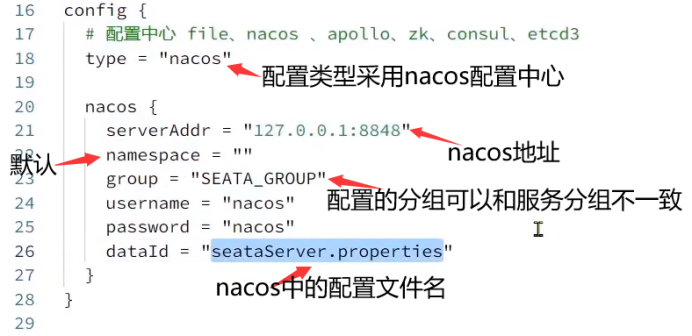 16 config {
17 # 配置中心 file、nacos 、apollo、zk、consul、etcd3
18 type = "nacos"
配置类型采用nacos配置中心
19
20 nacos {
21 serverAddr = "127.0.0.1:8848"
nacos地址
默认
22 namespace = ""
23 group = "SEATA_GROUP"
配置的分组可以和服务分组不一致
24 username = "nacos"
25 password = "nacos"
26 dataId = "seataServer.properties"
nacos中的配置文件名
27 }
28 }
29